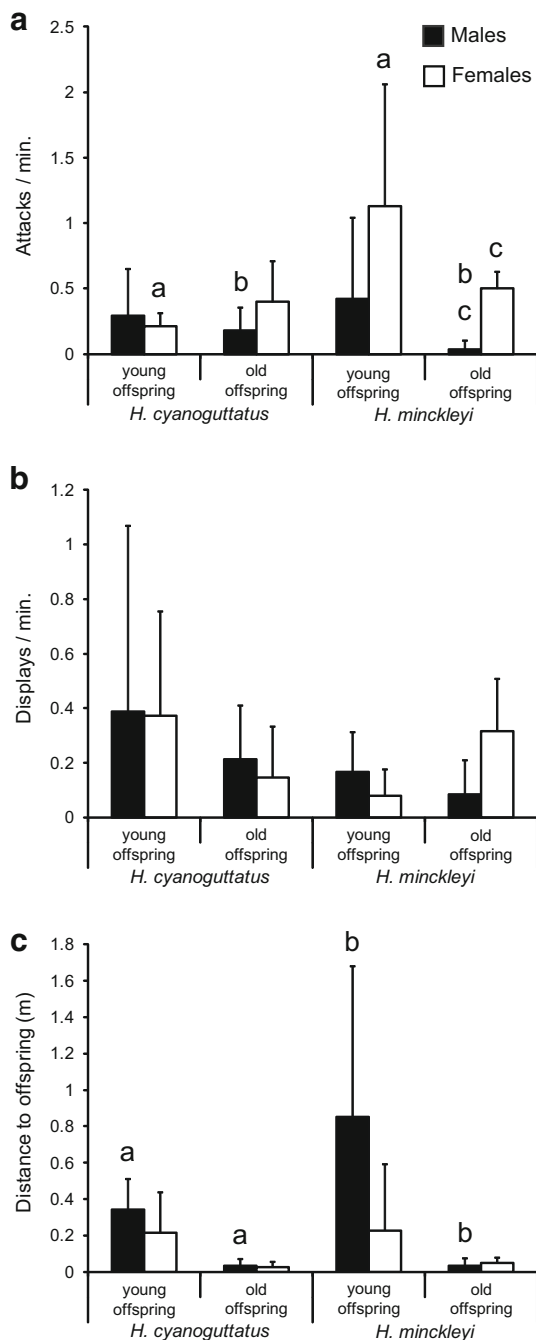 a
2.5
2
1.5
1
0.5
0
Attacks / min.
Males
Females
a
a
b
b
c
c
young offspring
old offspring
young offspring
old offspring
H. cyanoguttatus
H. minckleyi
b
1.2
1
0.8
0.6
0.4
0.2
0
Displays / min.
young offspring
old offspring
young offspring
old offspring
H. cyanoguttatus
H. minckleyi
c
1.8
1.6
1.4
1.2
1
0.8
0.6
0.4
0.2
0
Distance to offspring (m)
a
a
b
b
young offspring
old offspring
young offspring
old offspring
H. cyanoguttatus
H. minckleyi